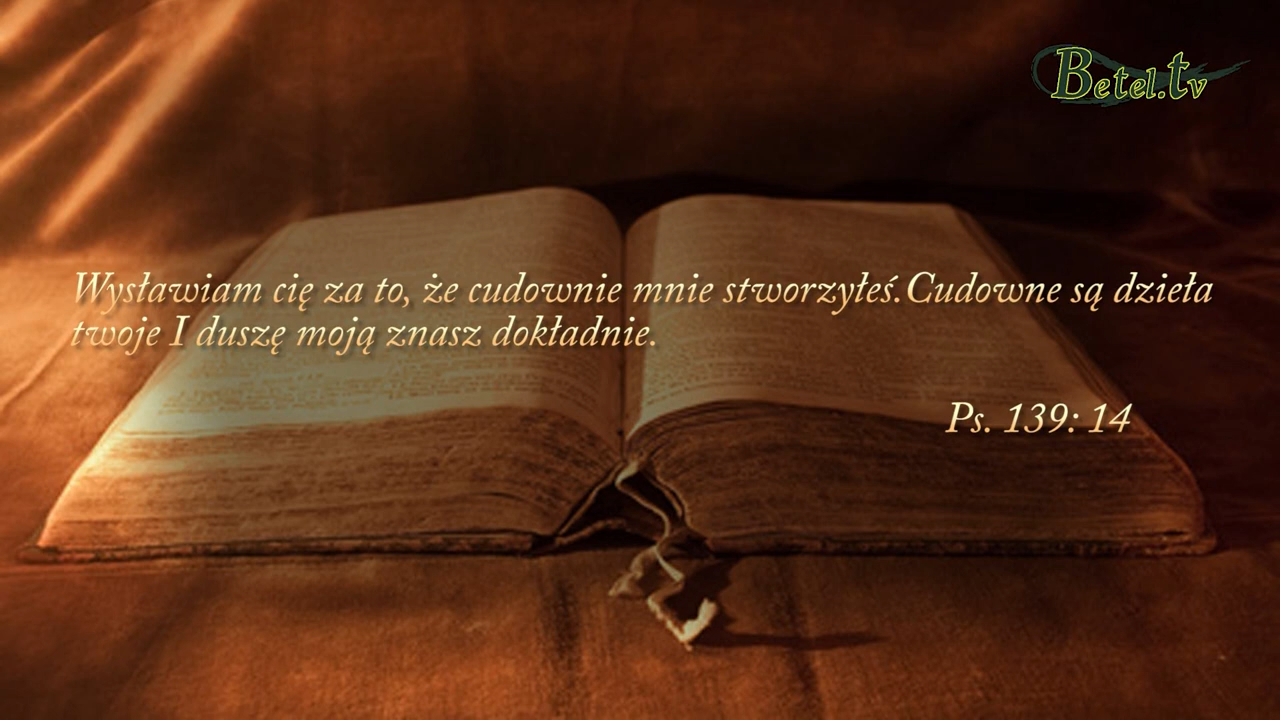 Betel.tv
Wysławiam cię za to, że cudownie mnie stworzyłeś.Cudowne są dzieła
twoje I duszę moją znasz dokładnie.
Ps. 139: 14